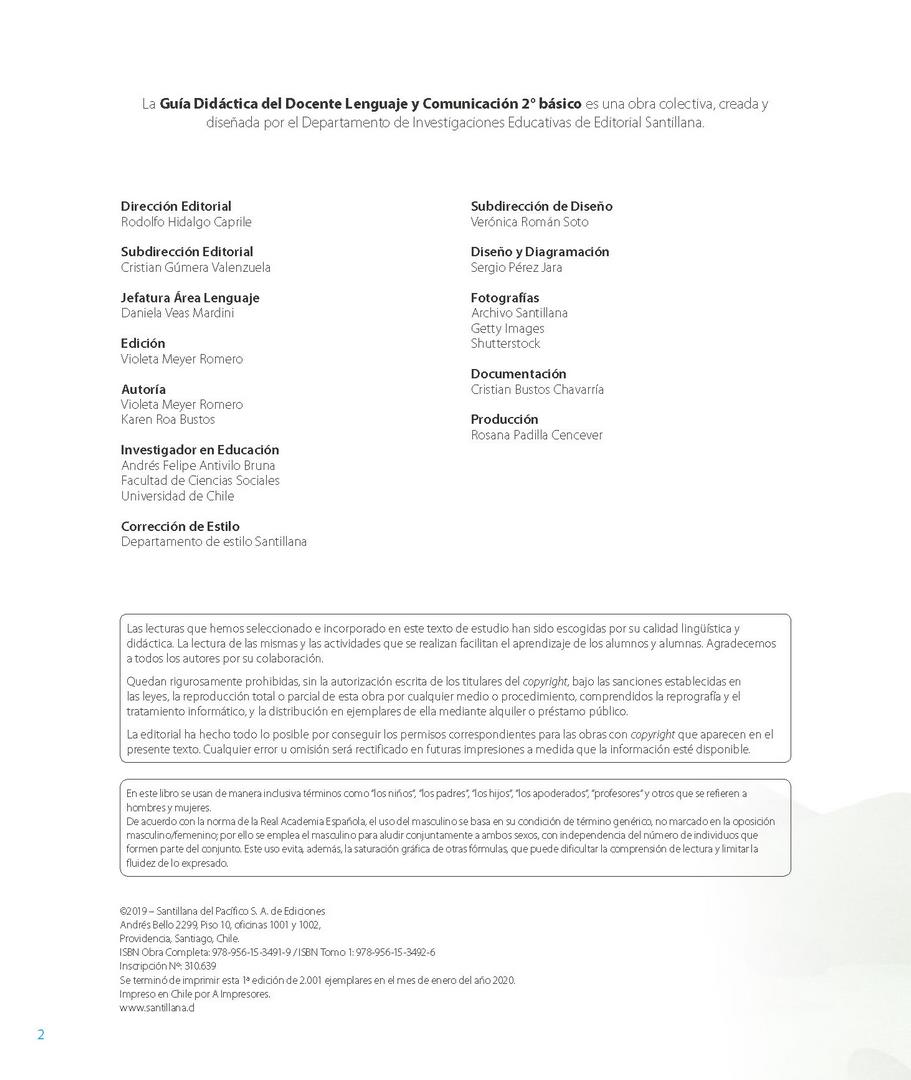 La Guía Didáctica del Docente Lenguaje y Comunicación 2° básico es una obra colectiva, creada y
diseñada por el Departamento de Investigaciones Educativas de Editorial Santillana.
Dirección Editorial
Rodolfo Hidalgo Caprile
Subdirección Editorial
Cristian Gúmera Valenzuela
Jefatura Área Lenguaje
Daniela Veas Mardini
Edición
Violeta Meyer Romero
Autoría
Violeta Meyer Romero
Karen Roa Bustos
Investigador en Educación
Andrés Felipe Antivilo Bruna
Facultad de Ciencias Sociales
Universidad de Chile
Corrección de Estilo
Departamento de estilo Santillana
Subdirección de Diseño
Verónica Román Soto
Diseño y Diagramación
Sergio Pérez Jara
Fotografías
Archivo Santillana
Getty Images
Shutterstock
Documentación
Cristian Bustos Chavarría
Producción
Rosana Padilla Cencever
Las lecturas que hemos seleccionado e incorporado en este texto de estudio han sido escogidas por su calidad lingüística y
didáctica. La lectura de las mismas y las actividades que se realizan facilitan el aprendizaje de los alumnos y alumnas. Agradecemos
a todos los autores por su colaboración.
Quedan rigurosamente prohibidas, sin la autorización escrita de los titulares del copyright, bajo las sanciones establecidas en
las leyes, la reproducción total o parcial de esta obra por cualquier medio o procedimiento, comprendidos la reprografía y el
tratamiento informático, y la distribución en ejemplares de ella mediante alquiler o préstamo público.
La editorial ha hecho todo lo posible por conseguir los permisos correspondientes para las obras con copyright que aparecen en el
presente texto. Cualquier error u omisión será rectificado en futuras impresiones a medida que la información esté disponible.
En este libro se usan de manera inclusiva términos como “los niños”, “los padres”, “los hijos”, “los apoderados”, “profesores” y otros que se refieren a
hombres y mujeres.
De acuerdo con la norma de la Real Academia Española, el uso del masculino se basa en su condición de término genérico, no marcado en la oposición
masculino/femenino; por ello se emplea el masculino para aludir conjuntamente a ambos sexos, con independencia del número de individuos que
formen parte del conjunto. Este uso evita, además, la saturación gráfica de otras fórmulas, que puede dificultar la comprensión de lectura y limitar la
fluidez de lo expresado.
©2019 – Santillana del Pacífico S. A. de Ediciones
Andrés Bello 2299, Piso 10, oficinas 1001 y 1002,
Providencia, Santiago, Chile.
ISBN Obra Completa: 978-956-15-3491-9 / ISBN Tomo 1: 978-956-15-3492-6
Inscripción Nº: 310.639
Se terminó de imprimir esta 1ª edición de 2.001 ejemplares en el mes de enero del año 2020.
Impreso en Chile por A Impresores.
www.santillana.cl
2